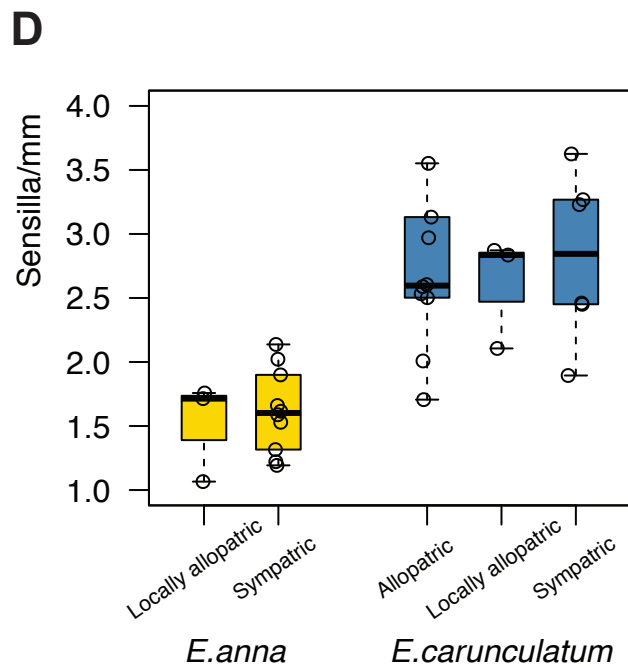 D
Sensilla/mm
4.0
3.5
3.0
2.5
2.0
1.5
1.0
Locally allopatric
Sympatric
Allopatric
Locally allopatric
Sympatric
E.anna
E.carunculatum